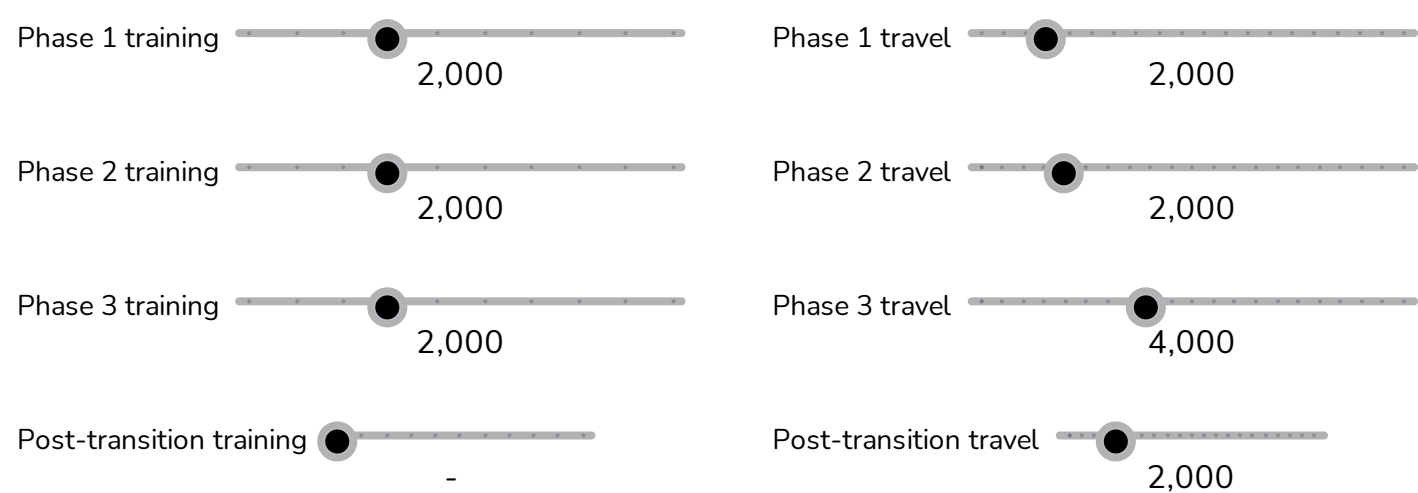 Phase 1 training
2,000
Phase 1 travel
2,000
Phase 2 training
2,000
Phase 2 travel
2,000
Phase 3 training
2,000
Phase 3 travel
4,000
Post-transition training
-
Post-transition travel
2,000